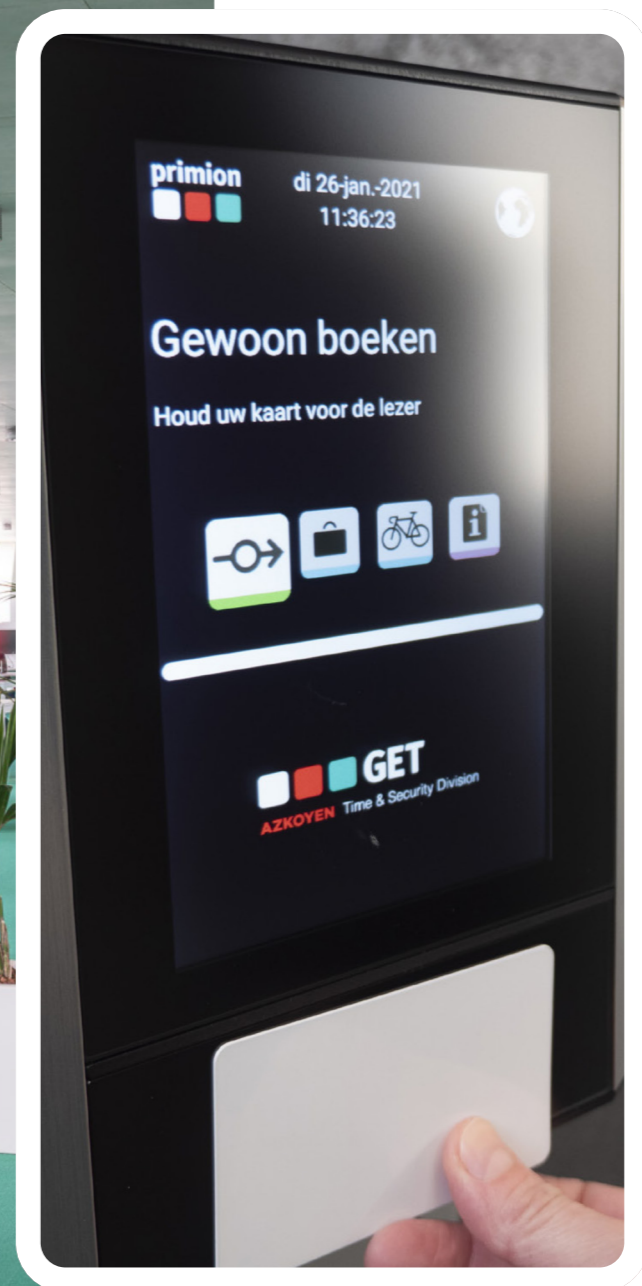 primion
di 26-jan.-2021
11:36:23
Gewoon boeken
Houd uw kaart voor de lezer
i
GET
AZKOYEN Time & Security Division